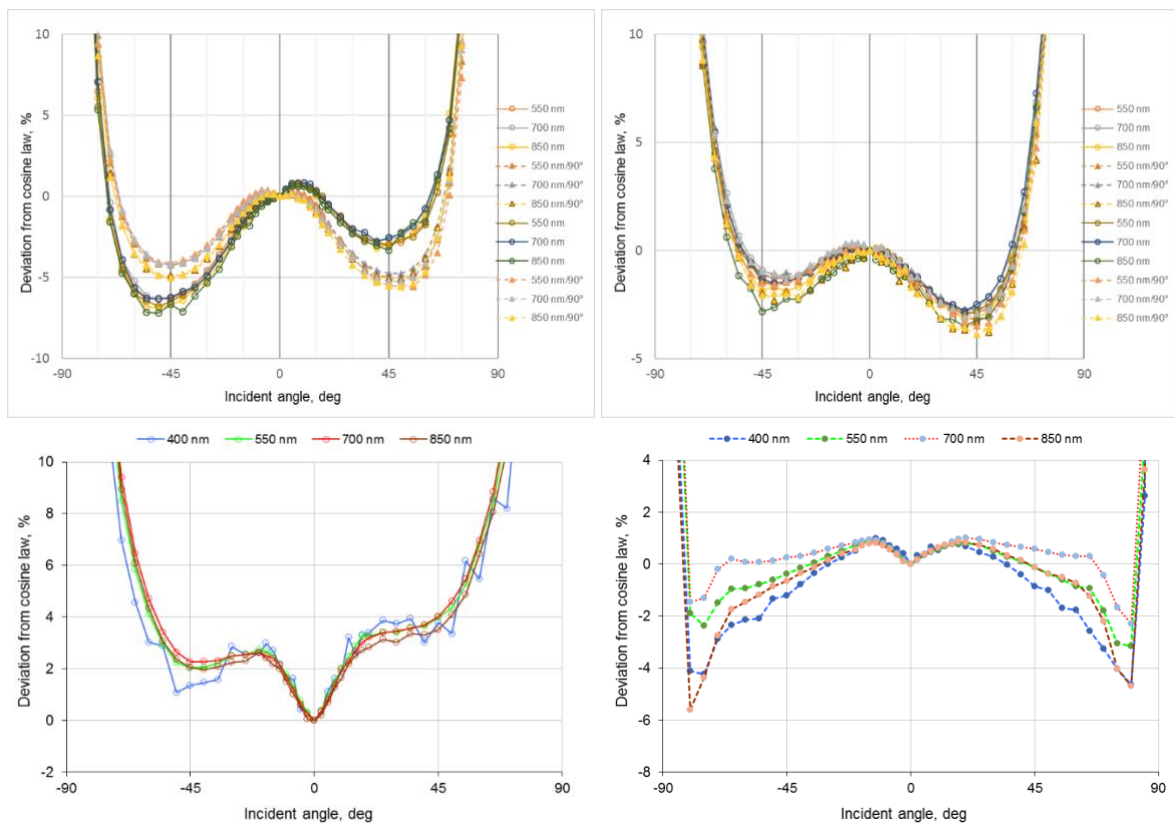 10
5
0
-5
-10
-90
-45
0
45
90
Deviation from cosine law, %
Incident angle, deg
550 nm
700 nm
850 nm
550 nm/90°
700 nm/90°
850 nm/90°
550 nm
700 nm
850 nm
550 nm/90°
700 nm/90°
850 nm/90°
10
5
0
-5
-90
-45
0
45
90
Deviation from cosine law, %
Incident angle, deg
550 nm
700 nm
850 nm
550 nm/90°
700 nm/90°
850 nm/90°
550 nm
700 nm
850 nm
550 nm/90°
700 nm/90°
850 nm/90°
400 nm 550 nm 700 nm 850 nm
10
8
6
4
2
0
-2
-90
-45
0
45
90
Deviation from cosine law, %
Incident angle, deg
400 nm 550 nm 700 nm 850 nm
4
2
0
-2
-4
-6
-8
-90
-45
0
45
90
Deviation from cosine law, %
Incident angle, deg